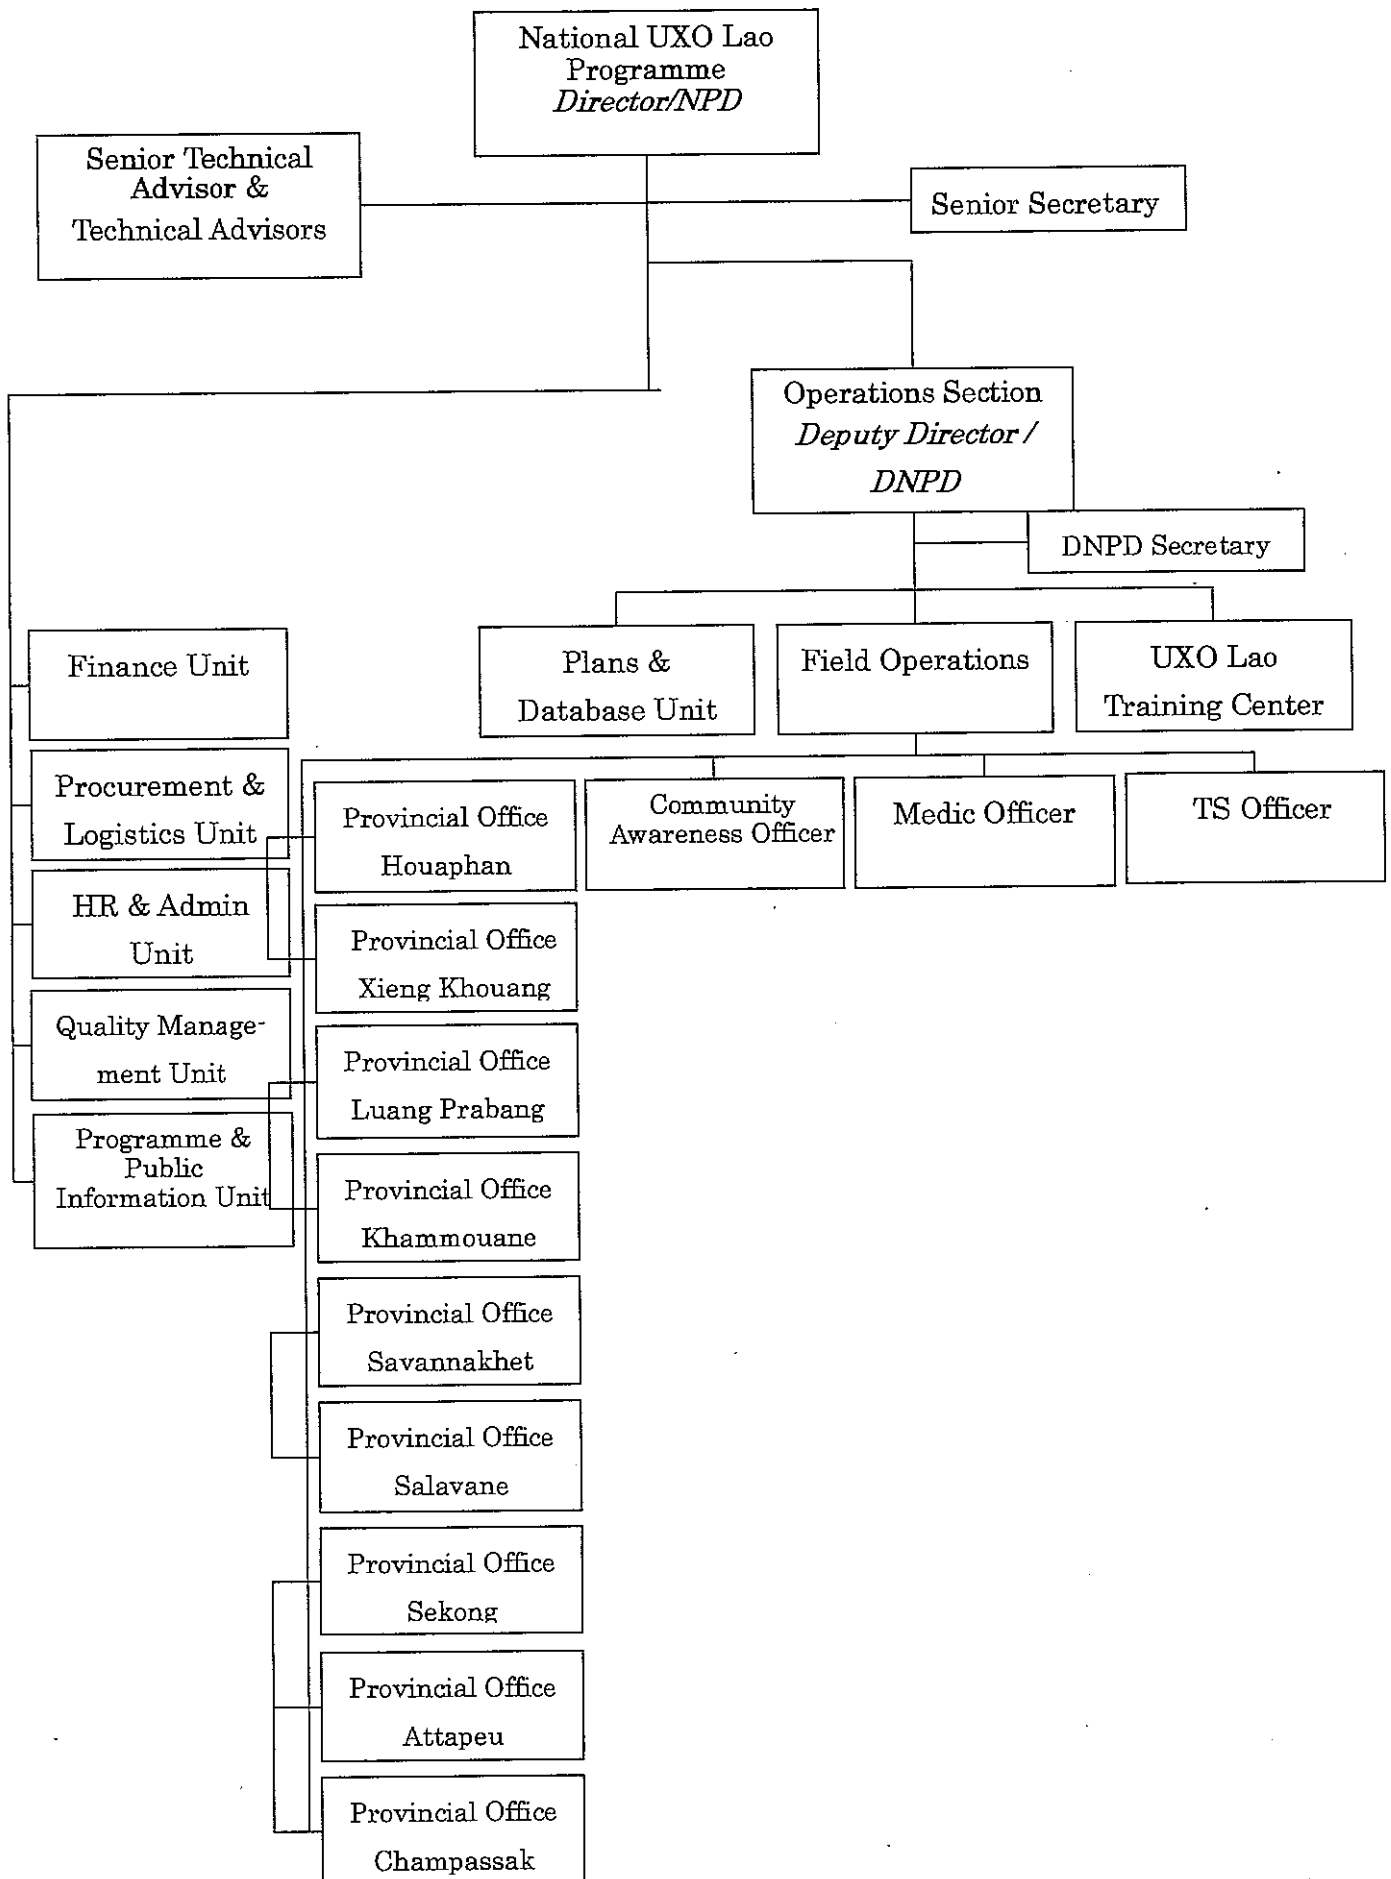 National UXO Lao
Programme
Director/NPD
Senior Technical
Advisor &
Technical Advisors
Senior Secretary
Operations Section
Deputy Director /
DNPD
DNPD Secretary
Finance Unit
Plans &
Database Unit
Field Operations
UXO Lao
Training Center
Procurement &
Logistics Unit
HR & Admin
Unit
Quality Manage-
ment Unit
Programme &
Public
Information Unit
Provincial Office
Houaphan
Community
Awareness Officer
Medic Officer
TS Officer
Provincial Office
Xieng Khouang
Provincial Office
Luang Prabang
Provincial Office
Khammouane
Provincial Office
Savannakhet
Provincial Office
Salavane
Provincial Office
Sekong
Provincial Office
Attapeu
Provincial Office
Champassak